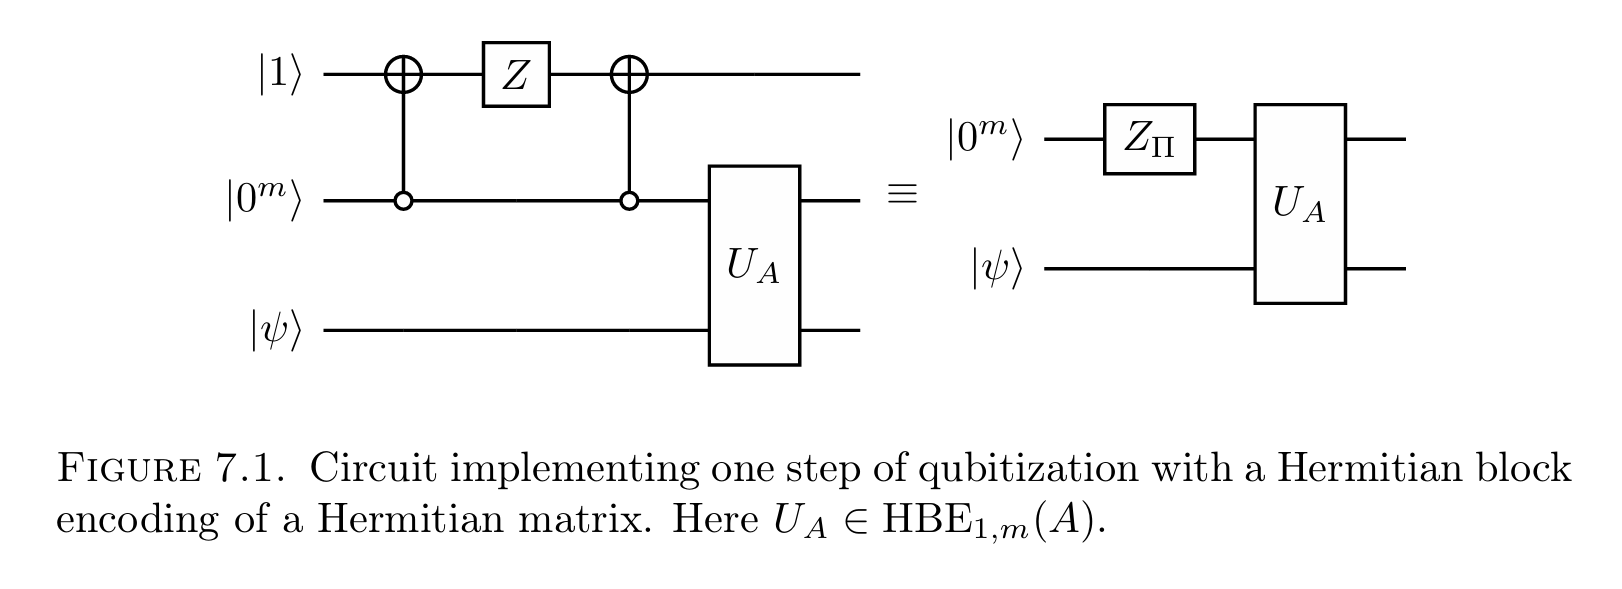 |1⟩ Z
|0^m⟩
U_A
|ψ⟩
≡
|0^m⟩ Z_Π
U_A
|ψ⟩
FIGURE 7.1. Circuit implementing one step of qubitization with a Hermitian block
encoding of a Hermitian matrix. Here U_A ∈ HBE_{1,m}(A).